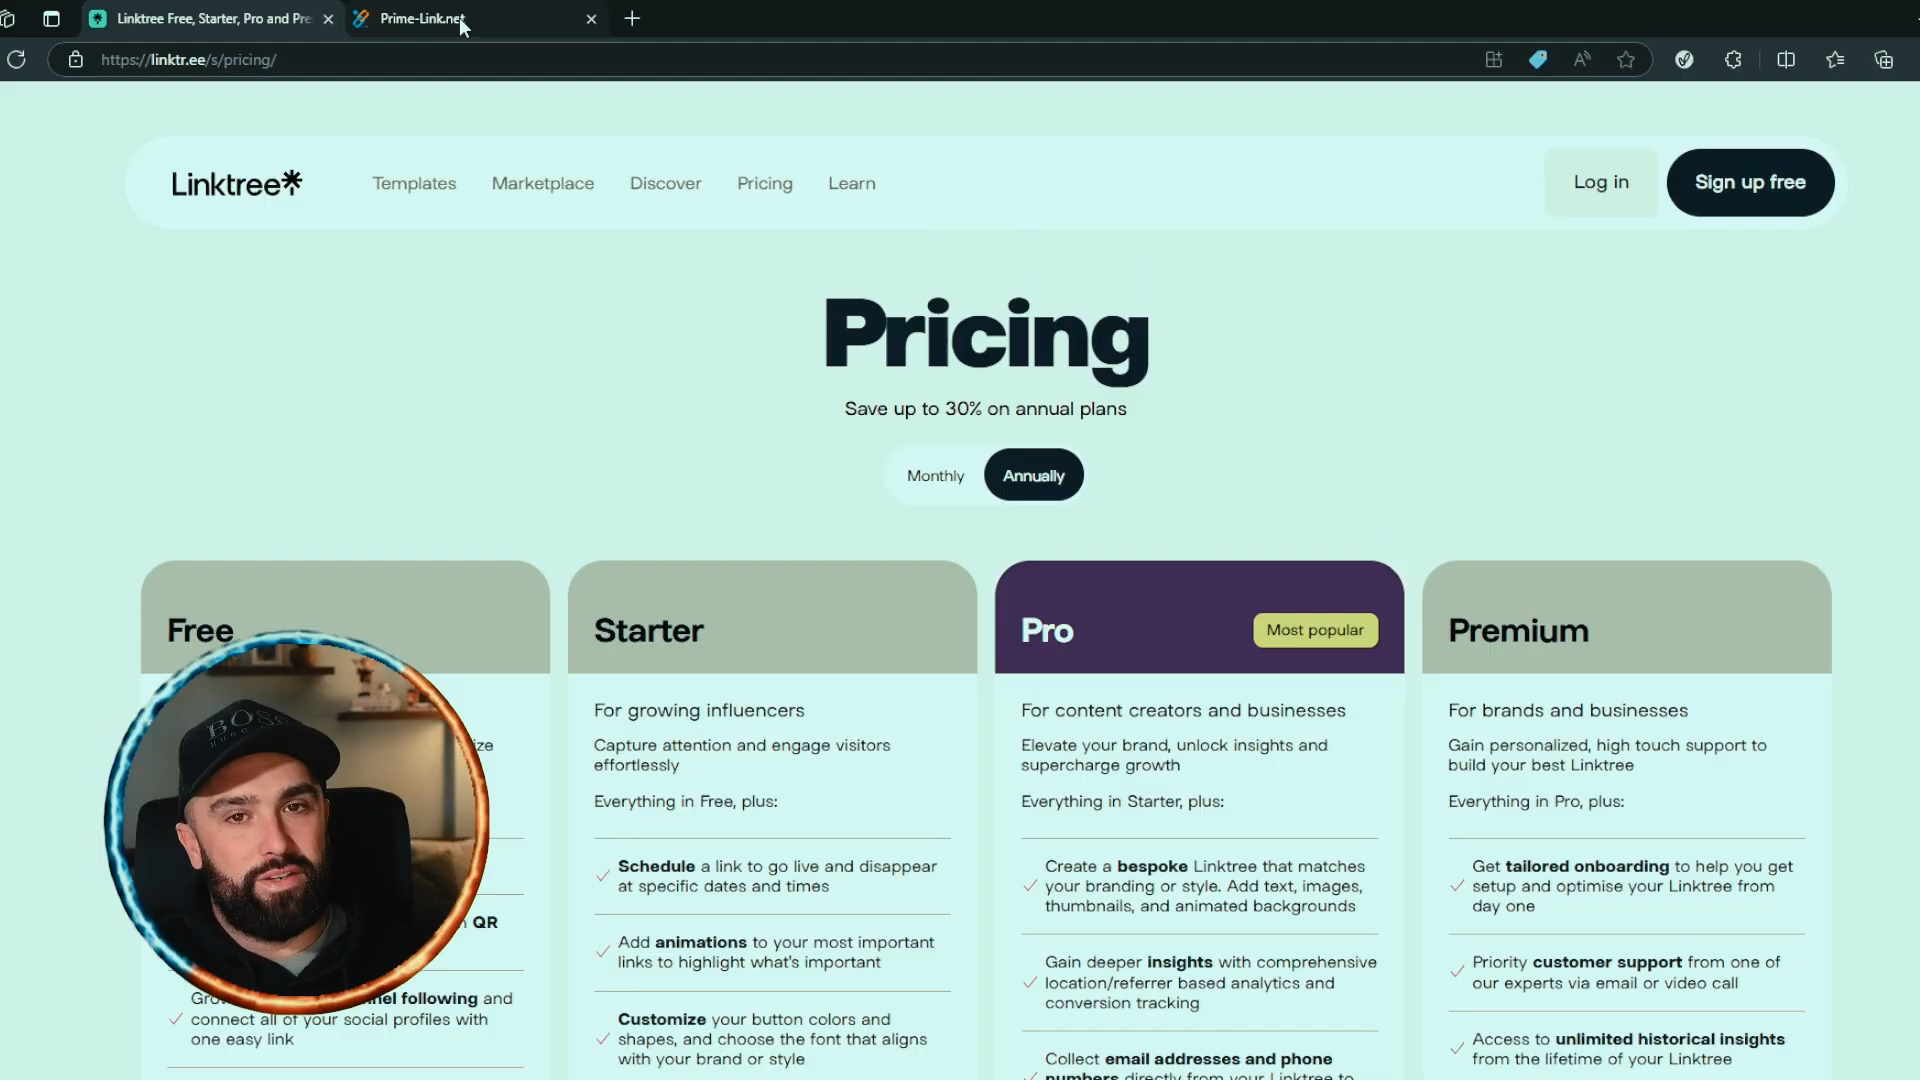 Linktree Free, Starter, Pro and Pre
Prime-Link.net
https://linktr.ee/s/pricing/
Linktree
Templates
Marketplace
Discover
Pricing
Learn
Log in
Sign up free
Pricing
Save up to 30% on annual plans
Monthly
Annually
Free
ize
QR
Gro
nel following and
connect all of your social profiles with
one easy link
Starter
For growing influencers
Capture attention and engage visitors
effortlessly
Everything in Free, plus:
Schedule a link to go live and disappear
at specific dates and times
Add animations to your most important
links to highlight what's important
Customize your button colors and
shapes, and choose the font that aligns
with your brand or style
Pro
Most popular
For content creators and businesses
Elevate your brand, unlock insights and
supercharge growth
Everything in Starter, plus:
Create a bespoke Linktree that matches
your branding or style. Add text, images,
thumbnails, and animated backgrounds
Gain deeper insights with comprehensive
location/referrer based analytics and
conversion tracking
Collect email addresses and phone
numbers directly from your Linktree to
Premium
For brands and businesses
Gain personalized, high touch support to
build your best Linktree
Everything in Pro, plus:
Get tailored onboarding to help you get
setup and optimise your Linktree from
day one
Priority customer support from one of
our experts via email or video call
Access to unlimited historical insights
from the lifetime of your Linktree
BOSS
HUGO